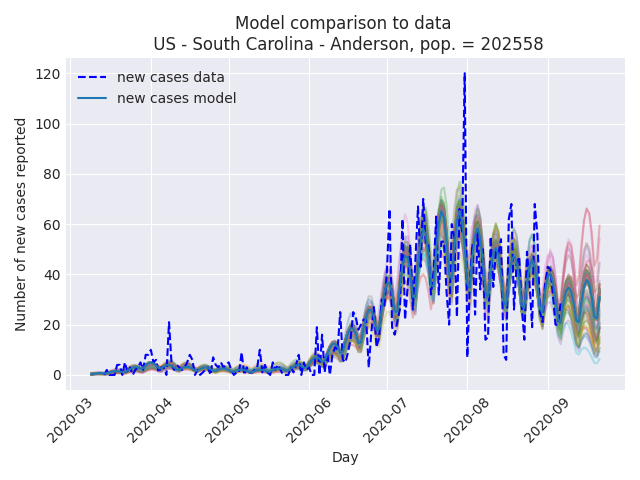 Model comparison to data
US - South Carolina - Anderson, pop. = 202558
new cases data
new cases model
Number of new cases reported
120
100
80
60
40
20
0
2020-03
2020-04
2020-05
2020-06
2020-07
2020-08
2020-09
Day